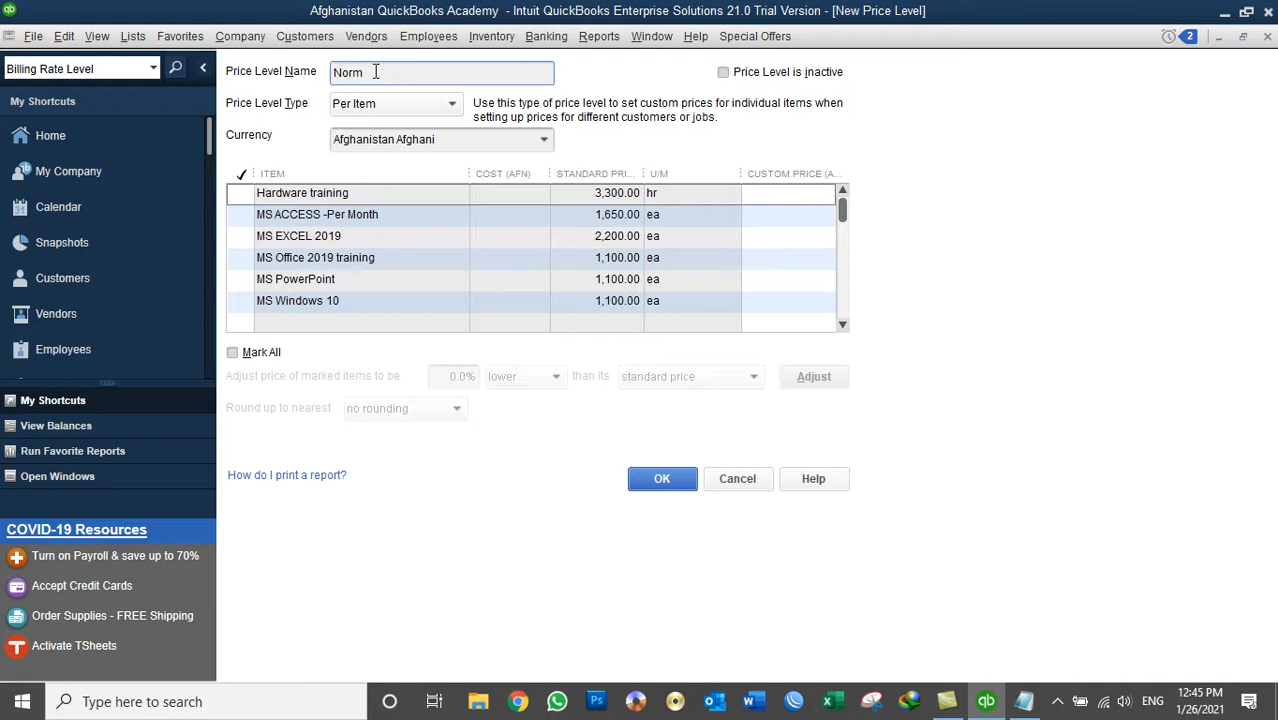 Afghanistan QuickBooks Academy - Intuit QuickBooks Enterprise Solutions 21.0 Trial Version - [New Price Level]
File Edit View Lists Favorites Company Customers Vendors Employees Inventory Banking Reports Window Help Special Offers 2
Billing Rate Level
My Shortcuts
Home
My Company
Calendar
31
Snapshots
Customers
Vendors
Employees
My Shortcuts
View Balances
Run Favorite Reports
Open Windows
COVID-19 Resources
Turn on Payroll & save up to 70%
Accept Credit Cards
Order Supplies - FREE Shipping
Activate TSheets
Price Level Name Norm Price Level is inactive
Price Level Type Per Item Use this type of price level to set custom prices for individual items when
setting up prices for different customers or jobs.
Currency Afghanistan Afghani
ITEM COST (AFN) STANDARD PRI... U/M CUSTOM PRICE (A...
Hardware training 3,300.00 hr
MS ACCESS -Per Month 1,650.00 ea
MS EXCEL 2019 2,200.00 ea
MS Office 2019 training 1,100.00 ea
MS PowerPoint 1,100.00 ea
MS Windows 10 1,100.00 ea
Mark All
Adjust price of marked items to be 0.0% lower than its standard price Adjust
Round up to nearest no rounding
How do I print a report? OK Cancel Help
Type here to search
ENG
12:45 PM
1/26/2021